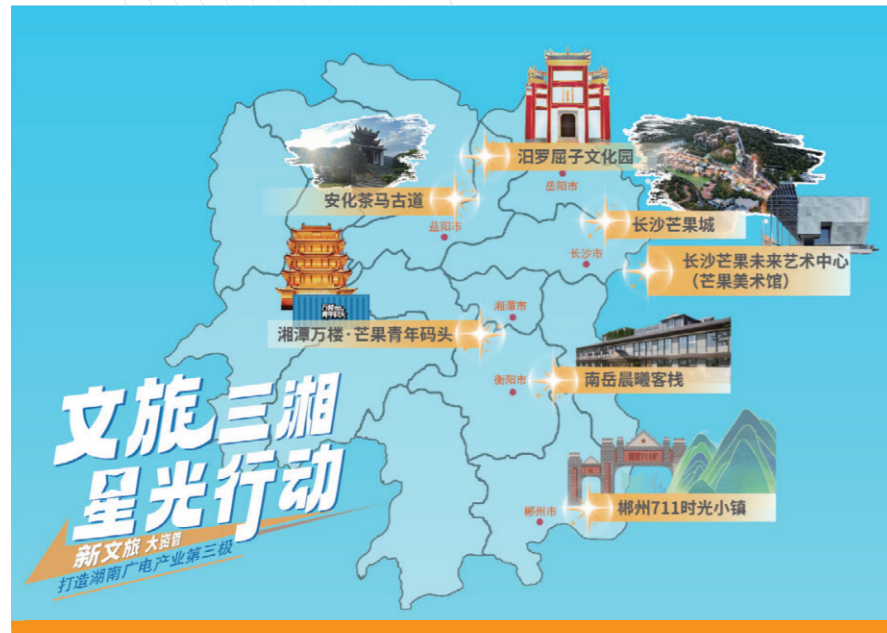 汨罗屈子文化园
岳阳市
安化茶马古道
益阳市
长沙芒果城
长沙市
长沙芒果未来艺术中心
（芒果美术馆）
湘潭市
湘潭万楼·芒果青年码头
南岳晨曦客栈
衡阳市
文旅三湘
星光行动
新文旅 大资管
打造湖南广电产业第三极
郴州市
郴州711时光小镇